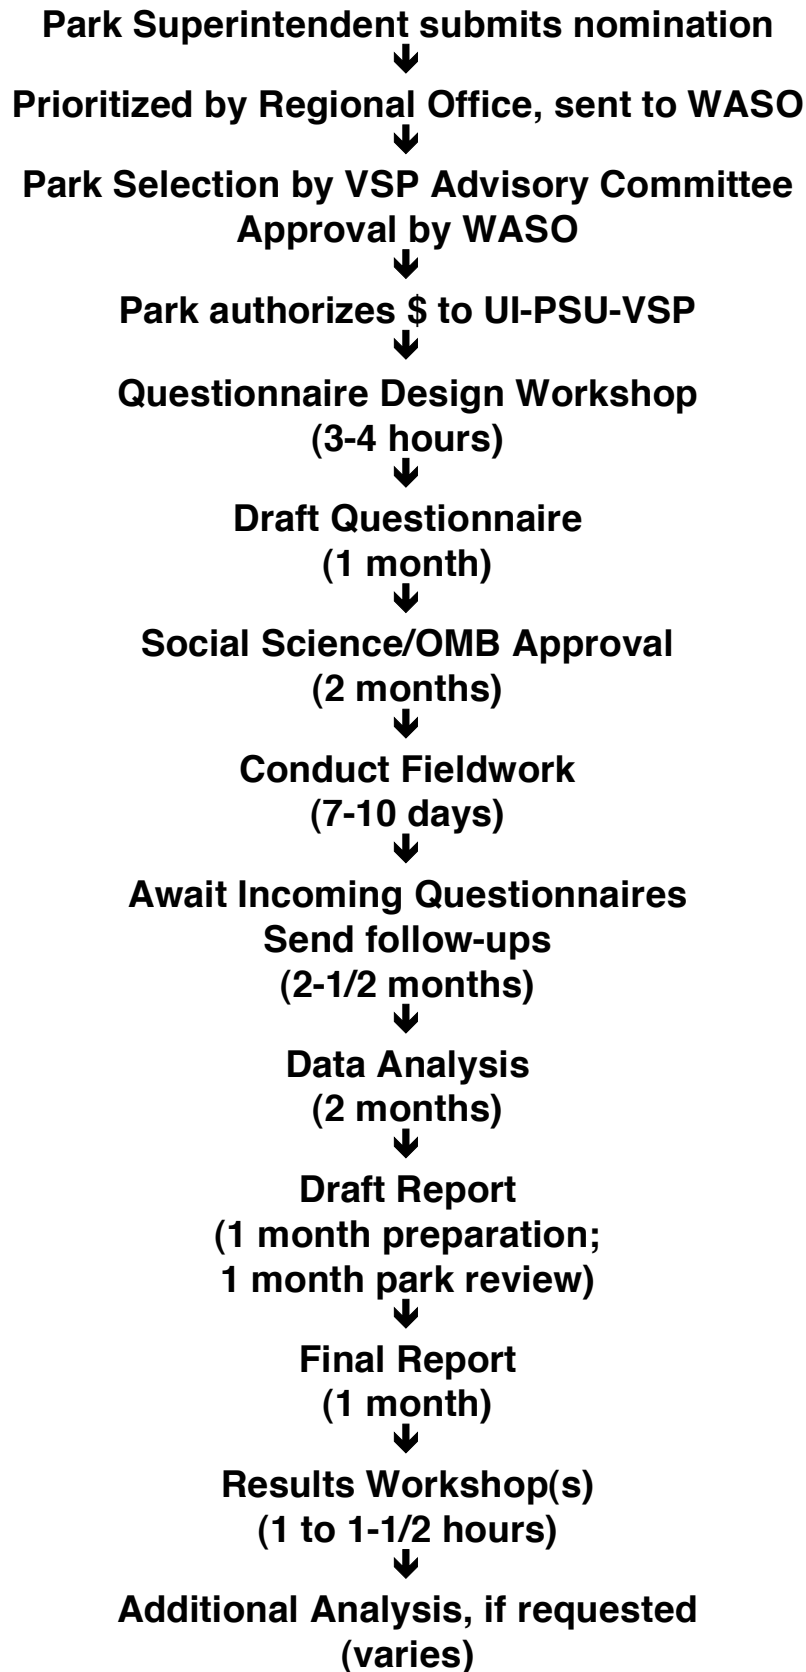 Park Superintendent submits nomination
Prioritized by Regional Office, sent to WASO
Park Selection by VSP Advisory Committee
Approval by WASO
Park authorizes $ to UI-PSU-VSP
Questionnaire Design Workshop
(3-4 hours)
Draft Questionnaire
(1 month)
Social Science/OMB Approval
(2 months)
Conduct Fieldwork
(7-10 days)
Await Incoming Questionnaires
Send follow-ups
(2-1/2 months)
Data Analysis
(2 months)
Draft Report
(1 month preparation;
1 month park review)
Final Report
(1 month)
Results Workshop(s)
(1 to 1-1/2 hours)
Additional Analysis, if requested
(varies)